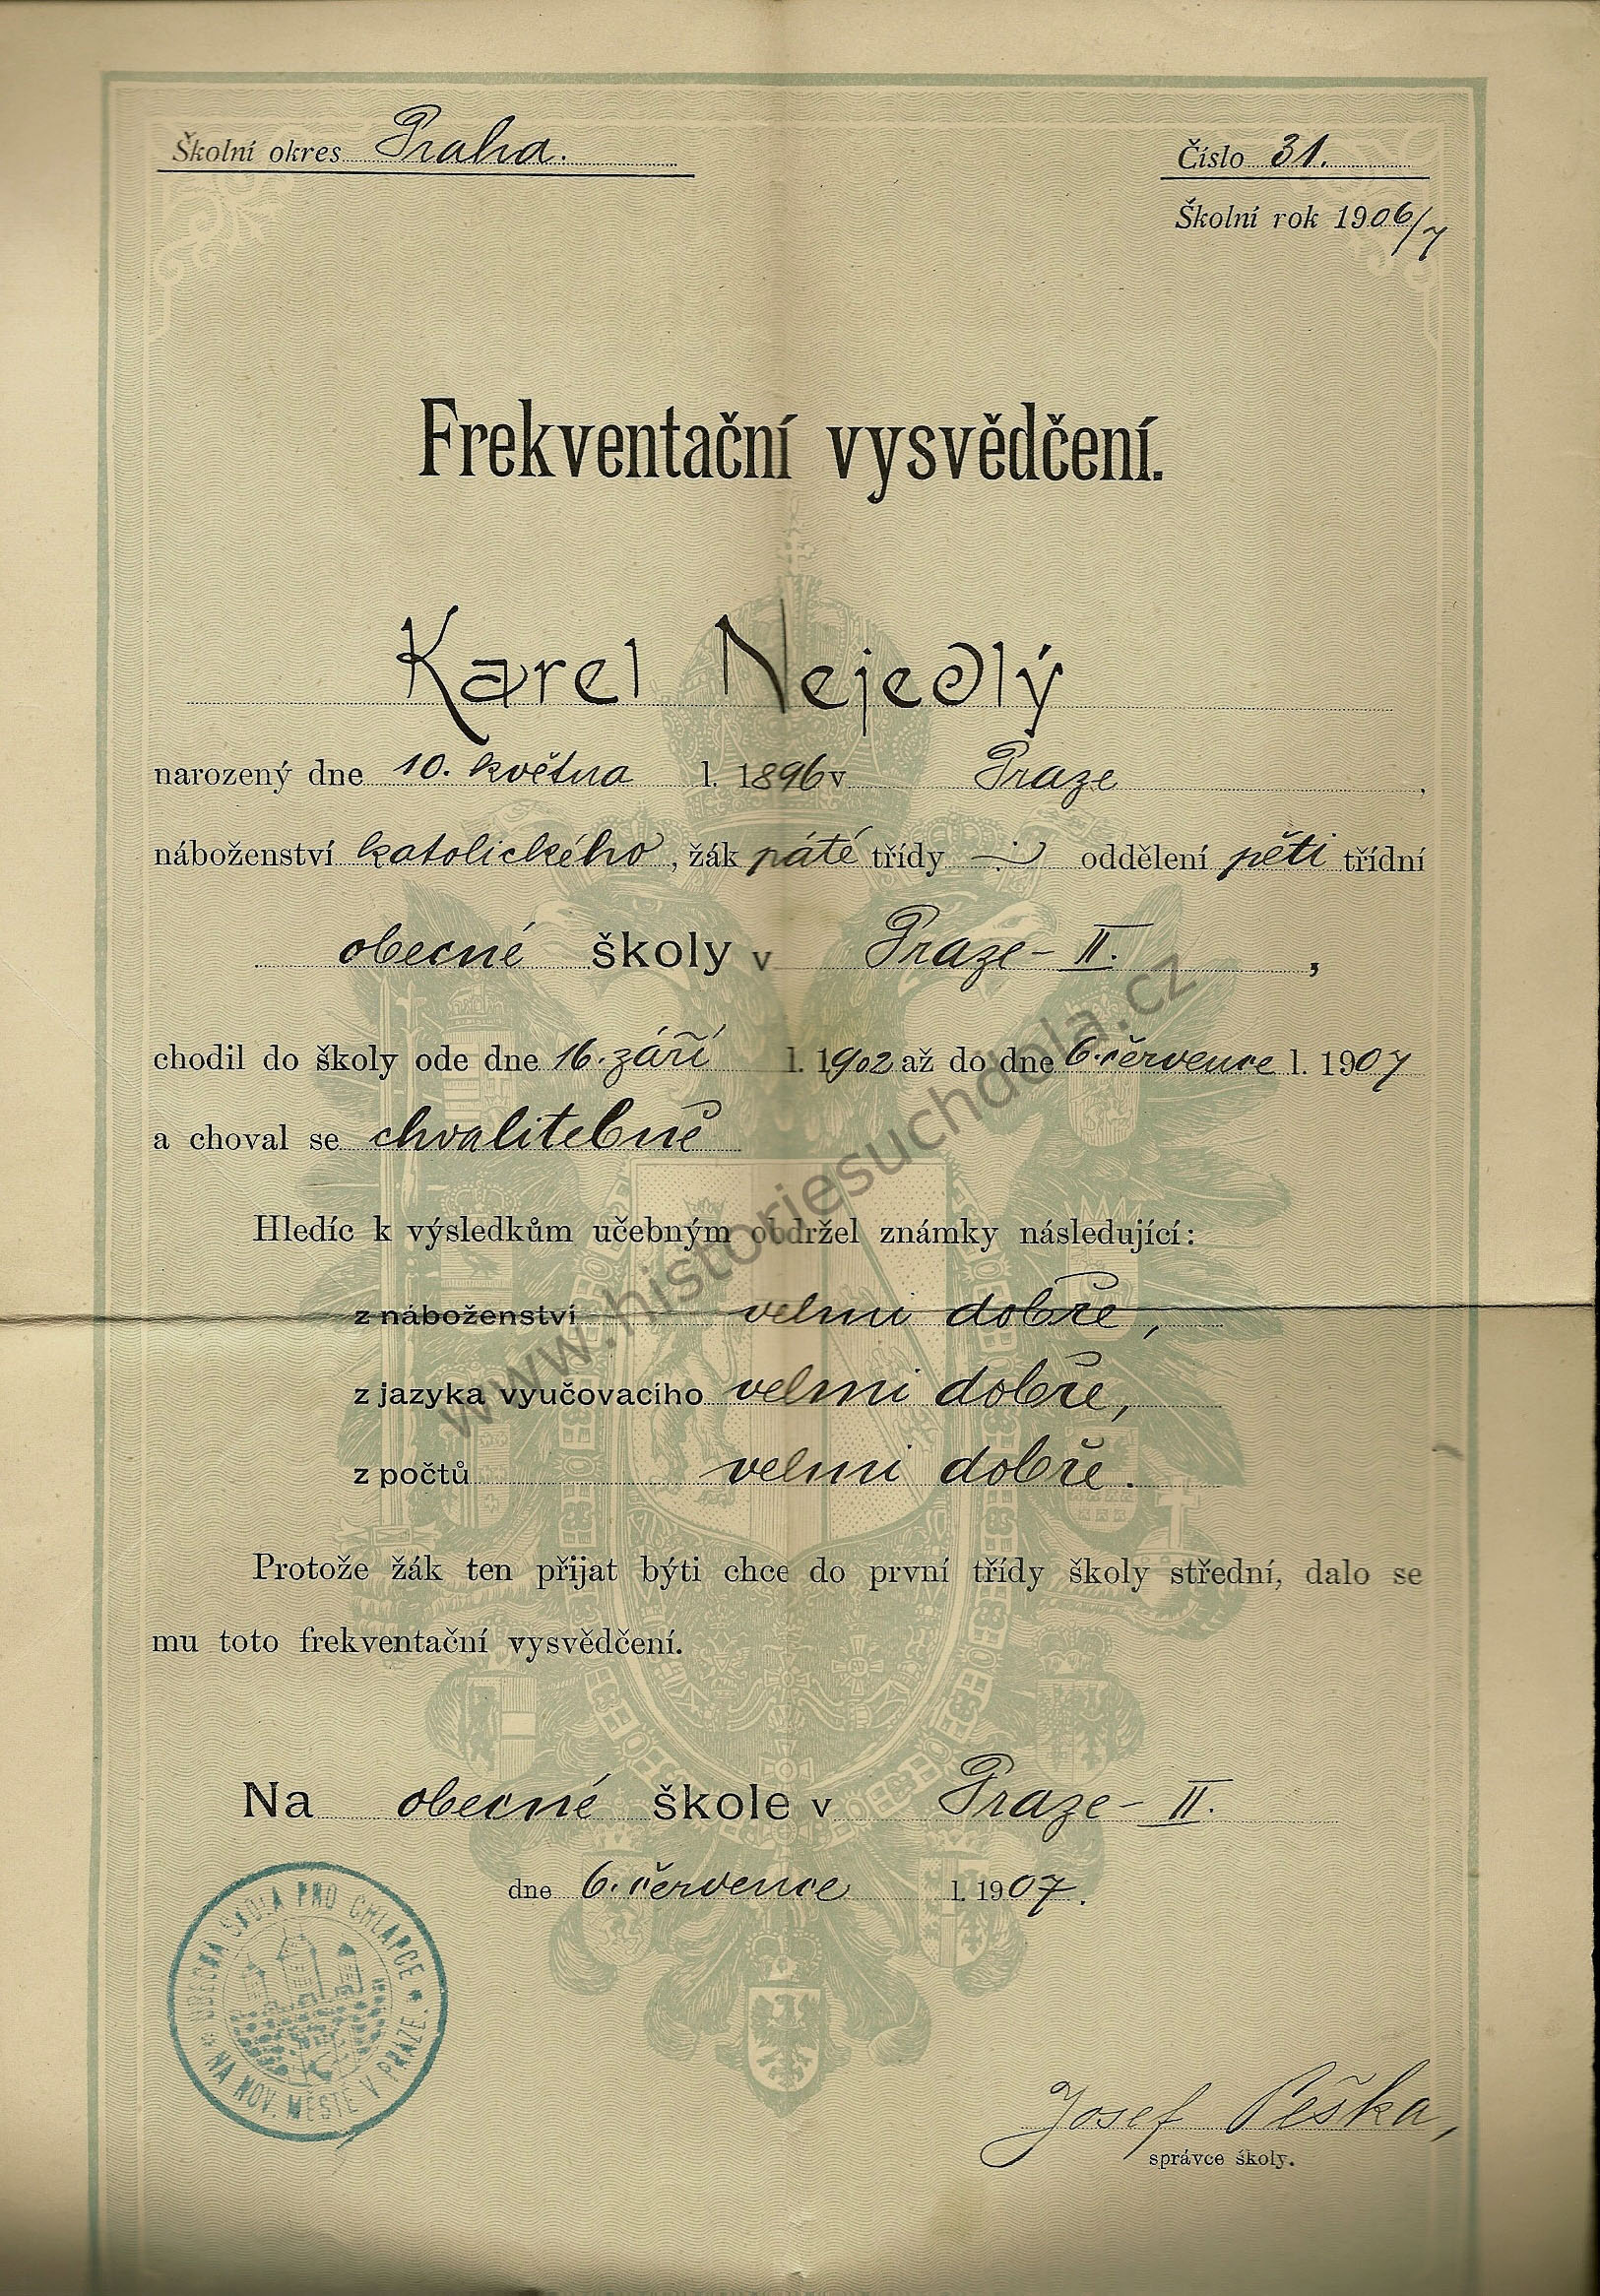 Školní okres Praha.
Číslo 31.
Školní rok 1906/7
Frekventační vysvědčení.
Karel Nejedlý
narozený dne 10. května l. 1896 v Praze,
náboženství katolického, žák páté třídy — oddělení pěti třídní
obecné školy v Praze - II.,
chodil do školy ode dne 16. září l. 1902 až do dne 6. července l. 1907
a choval se chvalitebně
Hledíc k výsledkům učebným obdržel známky následující:
z náboženství velmi dobře,
z jazyka vyučovacího velmi dobře,
z počtů velmi dobře.
Protože žák ten přijat býti chce do první třídy školy střední, dalo se
mu toto frekventační vysvědčení.
Na obecné škole v Praze - II.
dne 6. července l. 1907.
OBECNÁ ŠKOLA PRO CHLAPCE * NA NOV. MĚSTĚ V PRAZE. *
Josef Peška,
správce školy.
www.historiesuchdola.cz